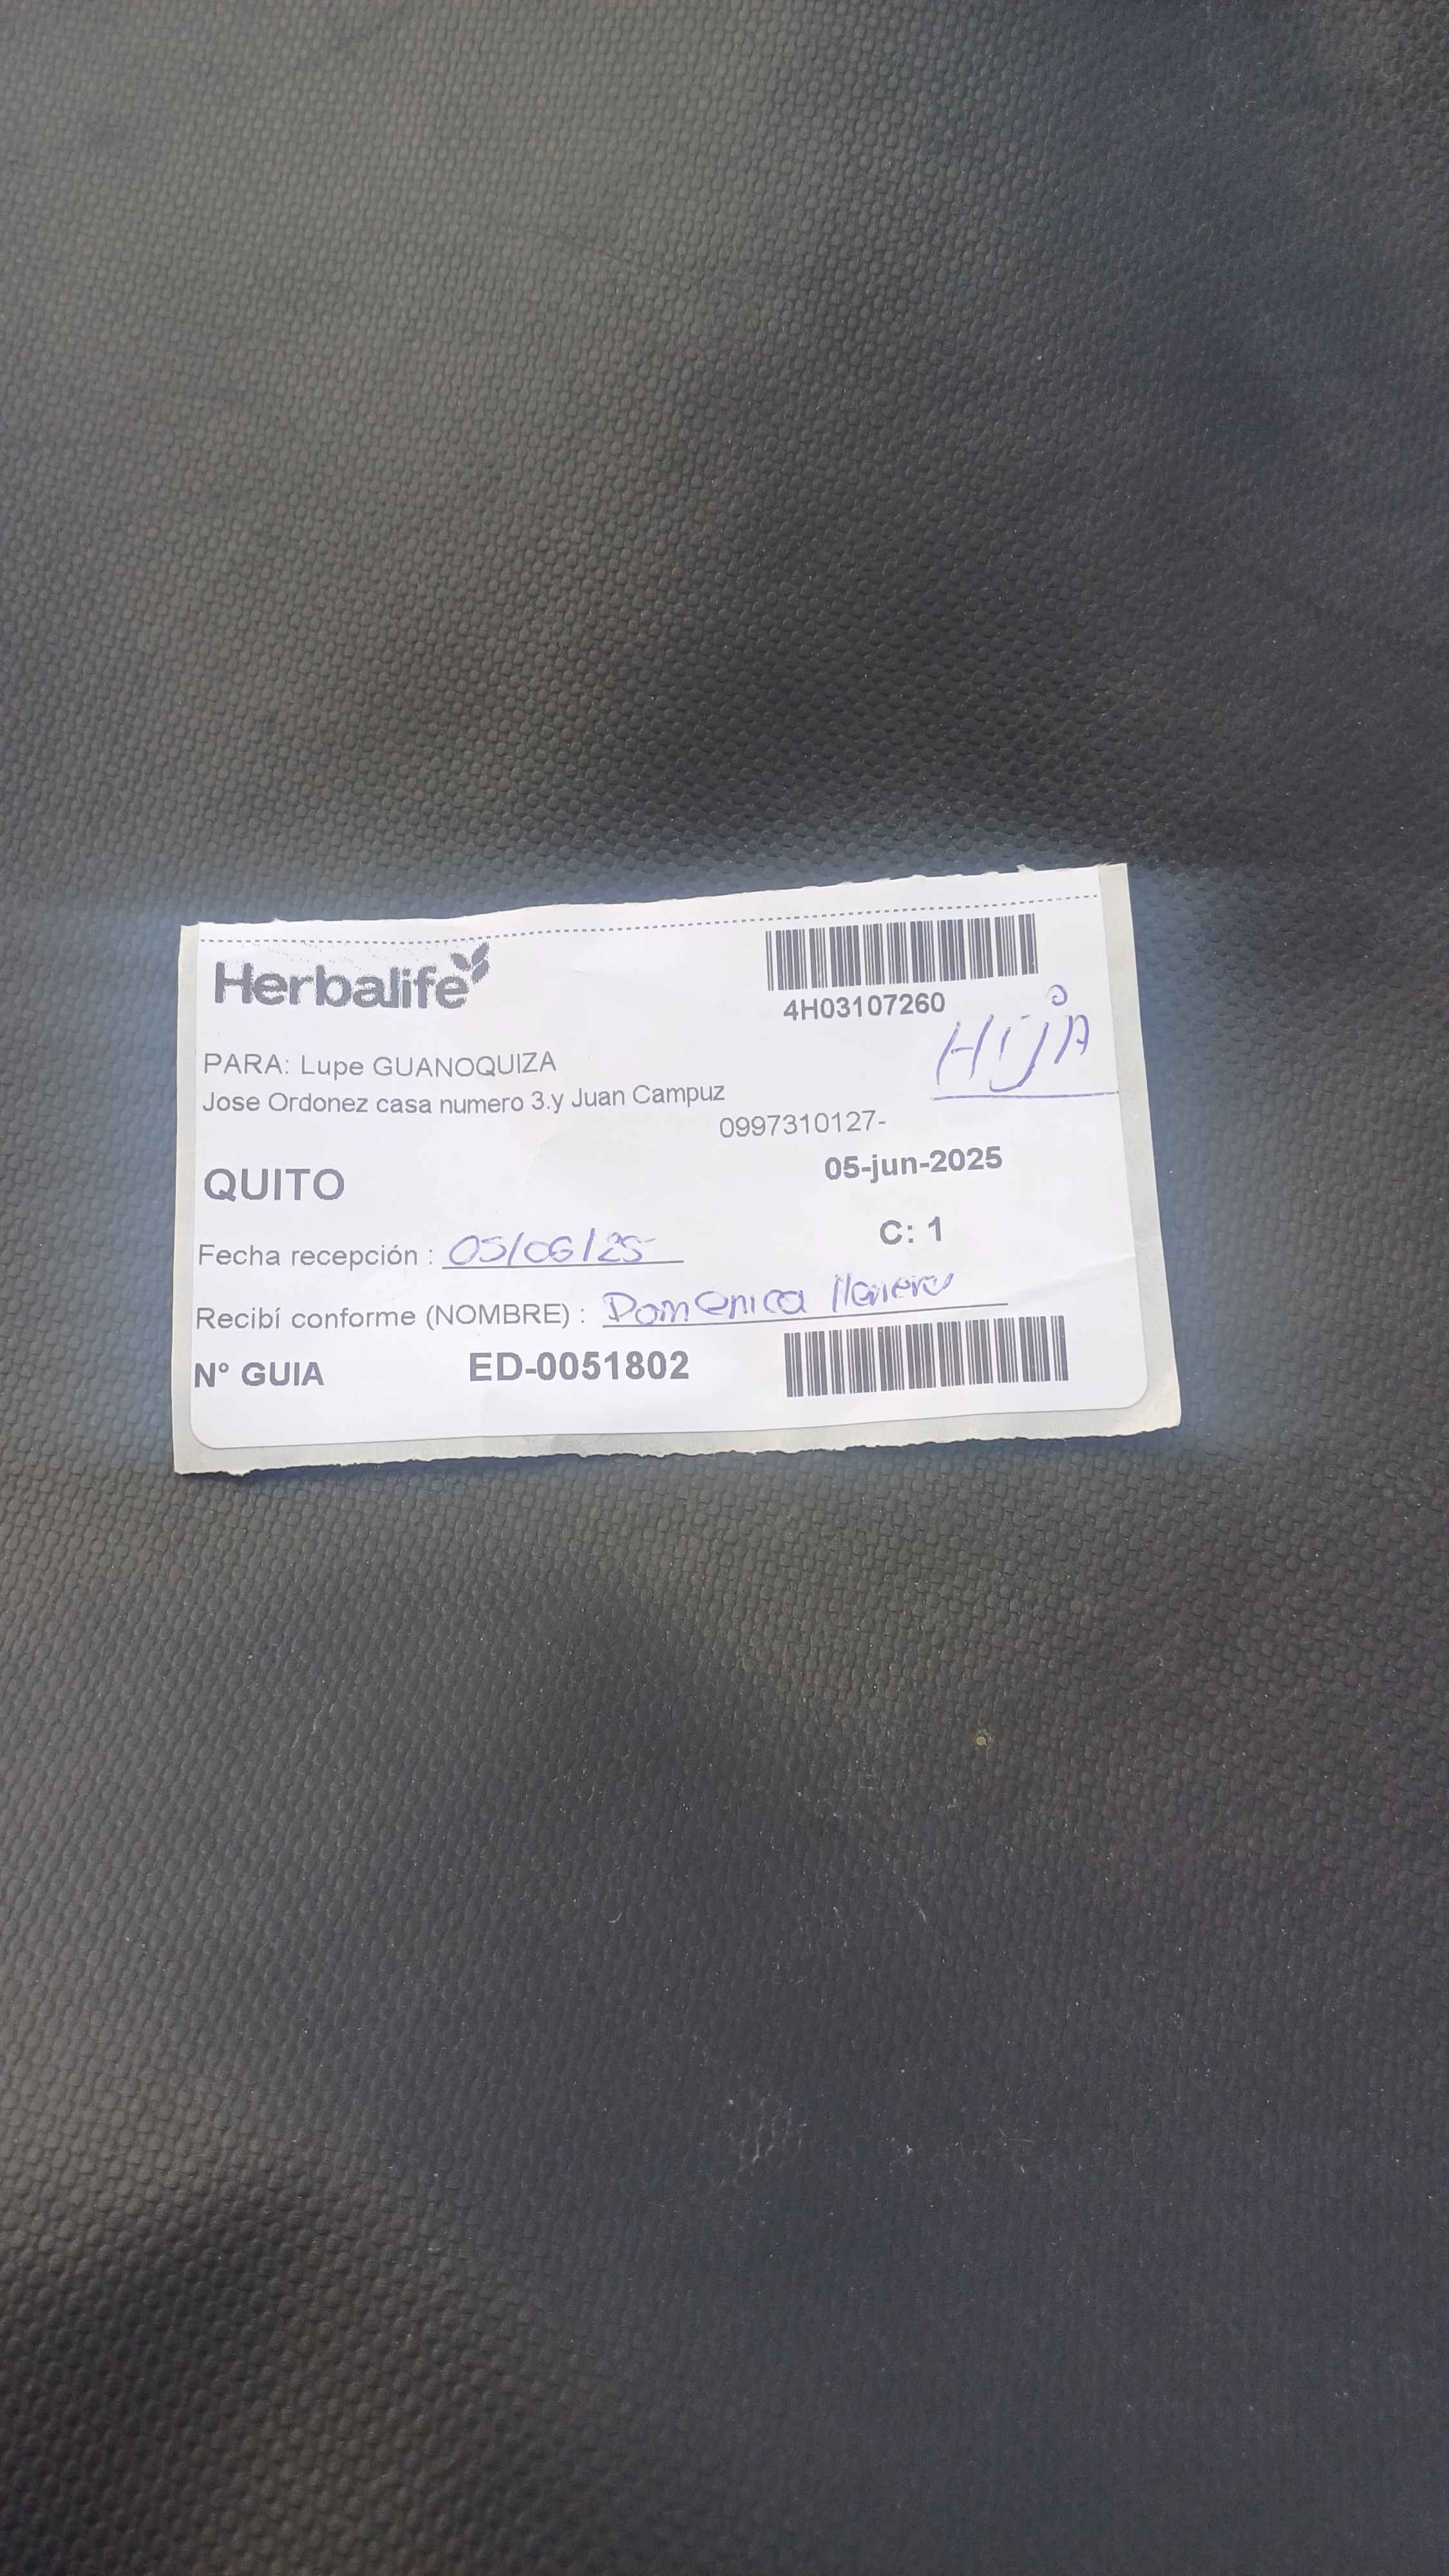 Herbalife
4H03107260
Hija
PARA: Lupe GUANOQUIZA
Jose Ordonez casa numero 3.y Juan Campuz
0997310127-
QUITO
05-jun-2025
C: 1
Fecha recepción : 05/06/25
Recibí conforme (NOMBRE) : Domenica
N° GUIA ED-0051802